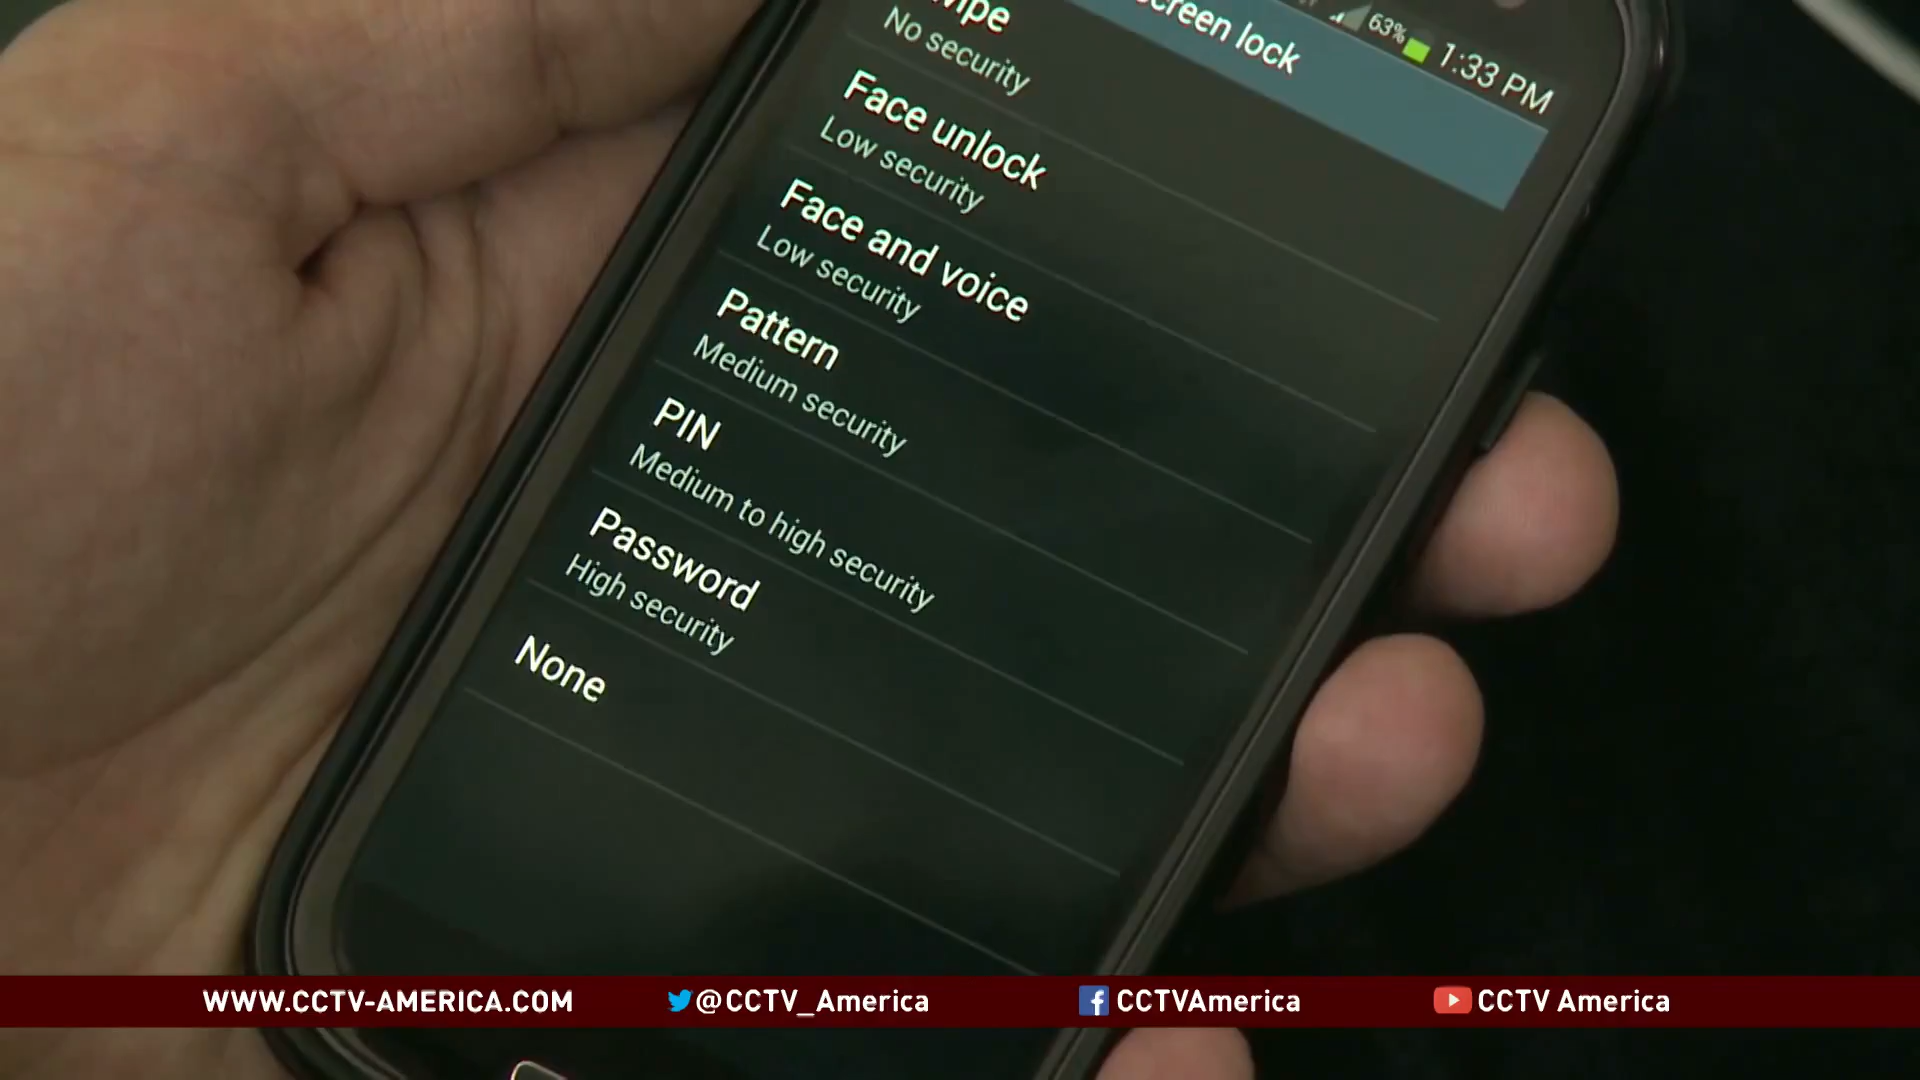 63% 1:33 PM
lock
No security
Face unlock
Low security
Face and voice
Low security
Pattern
Medium security
PIN
Medium to high security
Password
High security
None
WWW.CCTV-AMERICA.COM @CCTV_America CCTVAmerica CCTV America